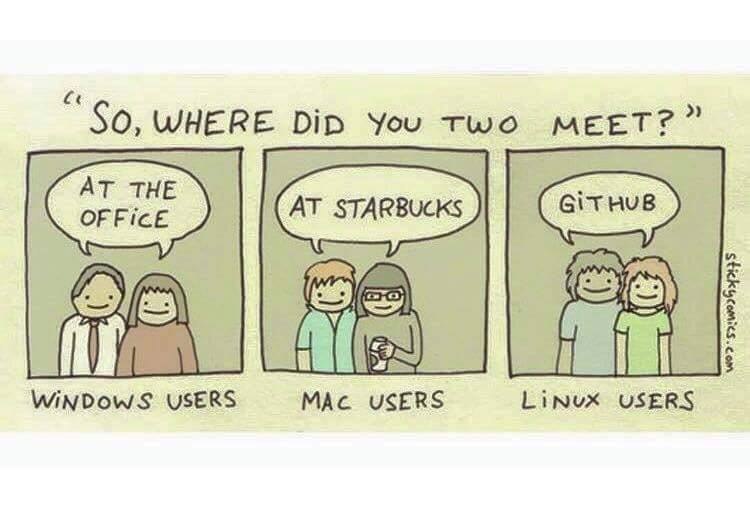 “SO, WHERE DiD YOU TWO MEET?”
AT THE
OFFiCE
AT STARBUCKS
GiTHUB
WiNDOWS USERS
MAC USERS
LiNUX USERS
stickycomics.com